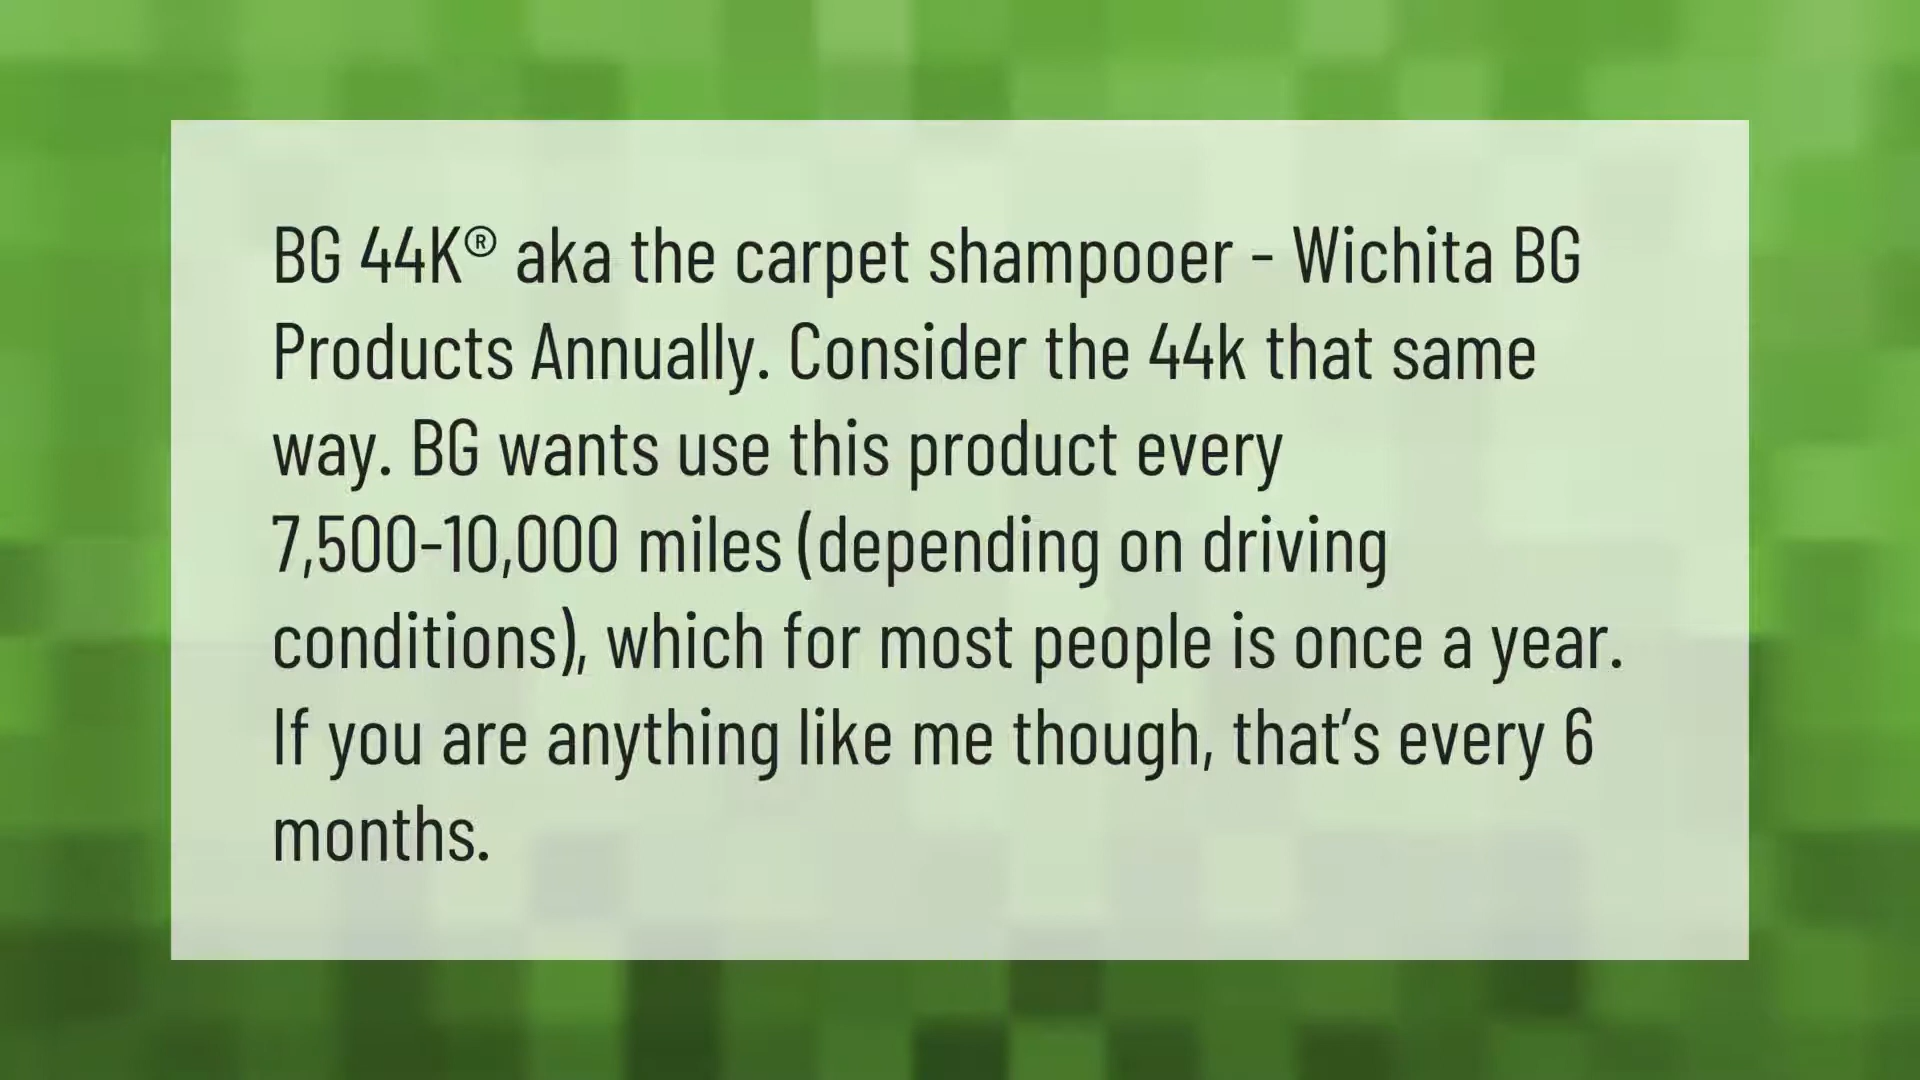 BG 44K® aka the carpet shampooer - Wichita BG
Products Annually. Consider the 44k that same
way. BG wants use this product every
7,500-10,000 miles (depending on driving
conditions), which for most people is once a year.
If you are anything like me though, that’s every 6
months.